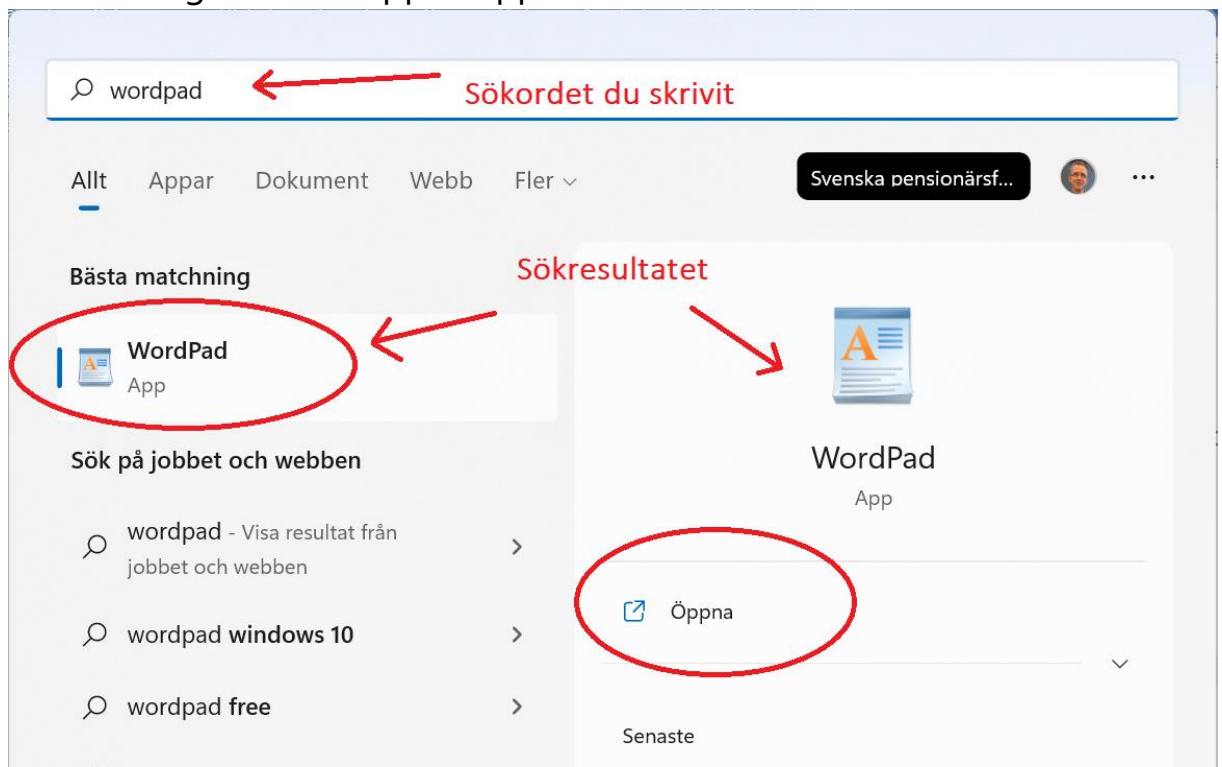 wordpad
Sökordet du skrivit
Allt Appar Dokument Webb Fler
Svenska pensionärsf...
Bästa matchning
Sökresultatet
WordPad
App
Sök på jobbet och webben
wordpad - Visa resultat från
jobbet och webben
wordpad windows 10
wordpad free
WordPad
App
Öppna
Senaste